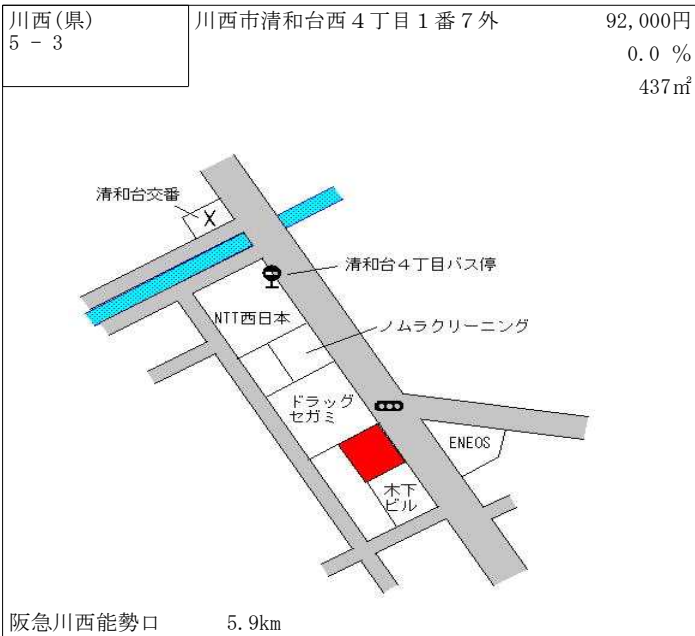 川西(県)
5 - 3
川西市清和台西４丁目１番７外
92,000円
0.0 %
437㎡
清和台交番
X
清和台４丁目バス停
NTT西日本
ノムラクリーニング
ドラッグ
セガミ
ENEOS
木下
ビル
阪急川西能勢口 5.9km